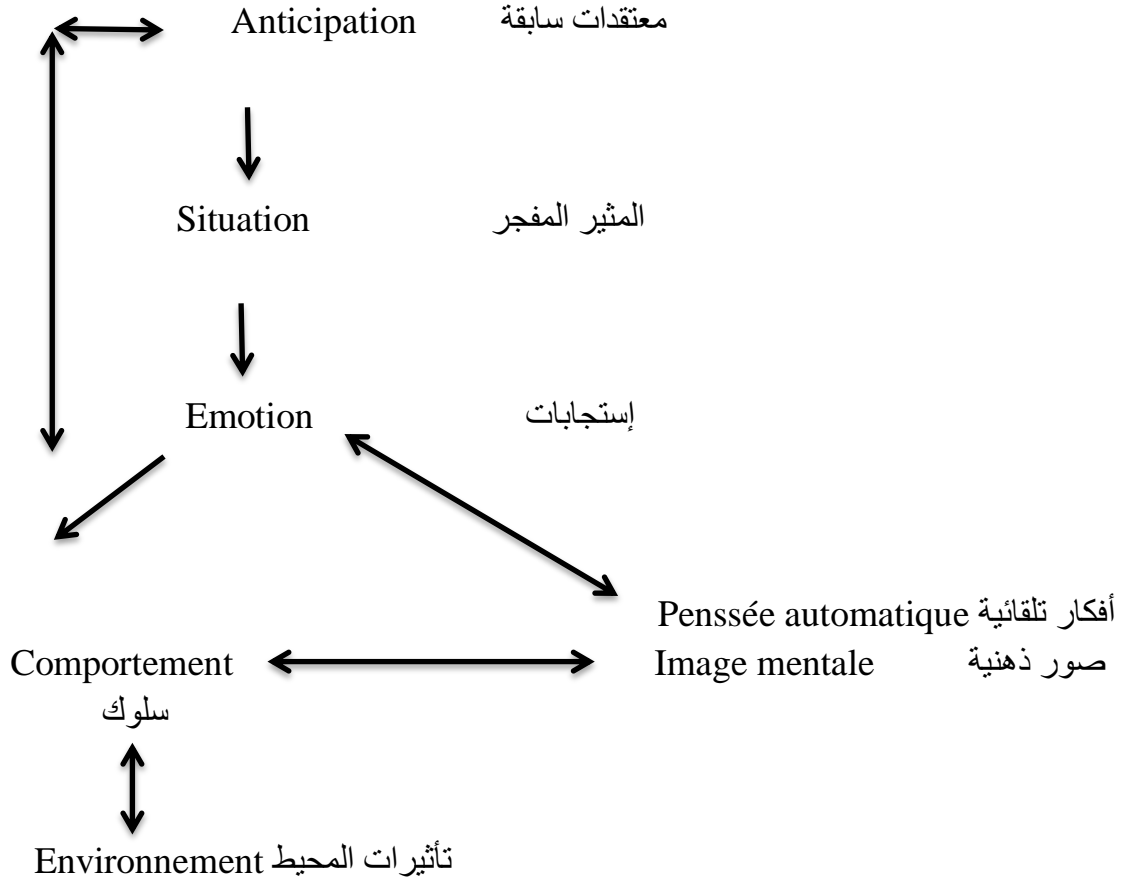 Anticipation معتقدات سابقة
Situation المثير المفجر
Emotion إستجابات
Penssée automatique أفكار تلقائية
Comportement Image mentale صور ذهنية
سلوك
Environnement تأثيرات المحيط